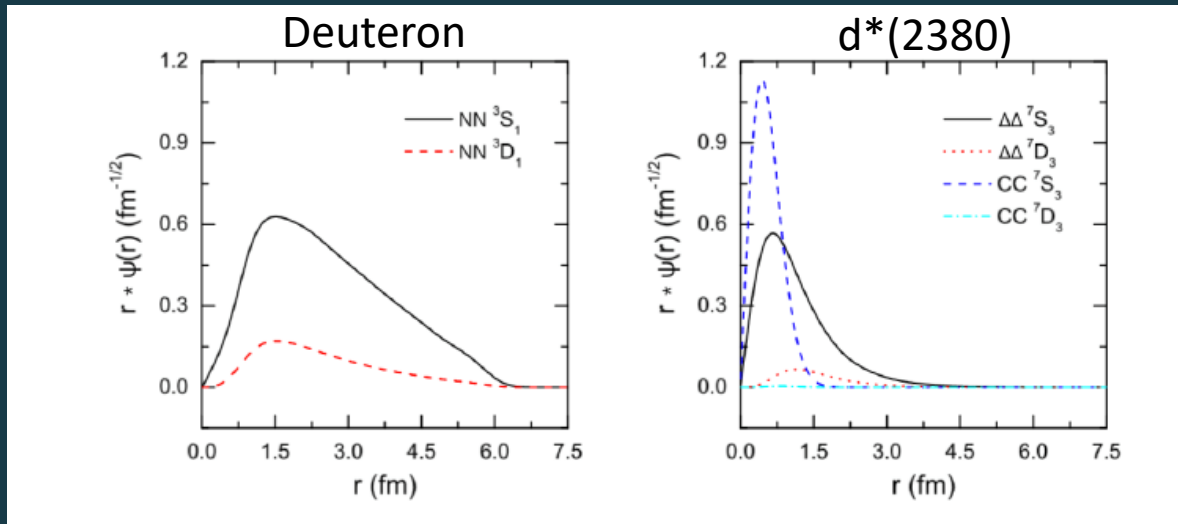 Deuteron
1.2
0.9
0.6
0.3
0.0
r * ψ(r) (fm⁻¹/²)
NN ³S₁
NN ³D₁
0.0 1.5 3.0 4.5 6.0 7.5
r (fm)
d*(2380)
1.2
0.9
0.6
0.3
0.0
r * ψ(r) (fm⁻¹/²)
ΔΔ ⁷S₃
ΔΔ ⁷D₃
CC ⁷S₃
CC ⁷D₃
0.0 1.5 3.0 4.5 6.0 7.5
r (fm)